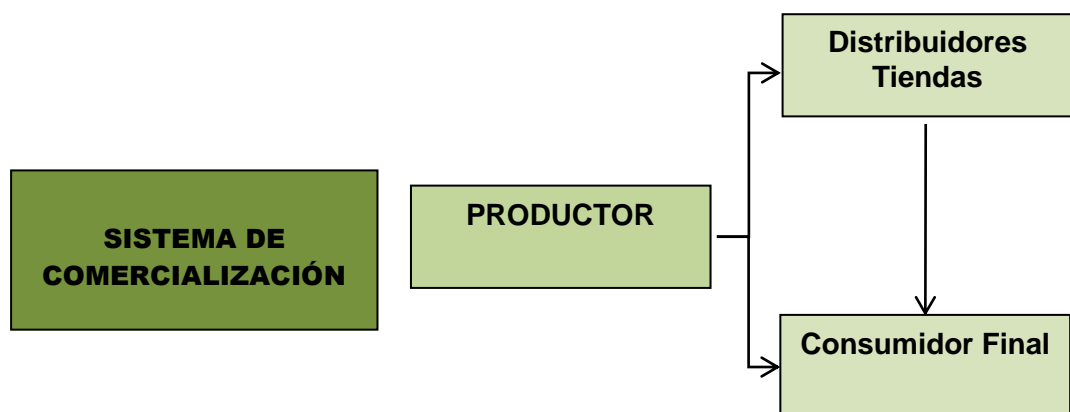 SISTEMA DE
COMERCIALIZACIÓN
PRODUCTOR
Distribuidores
Tiendas
Consumidor Final